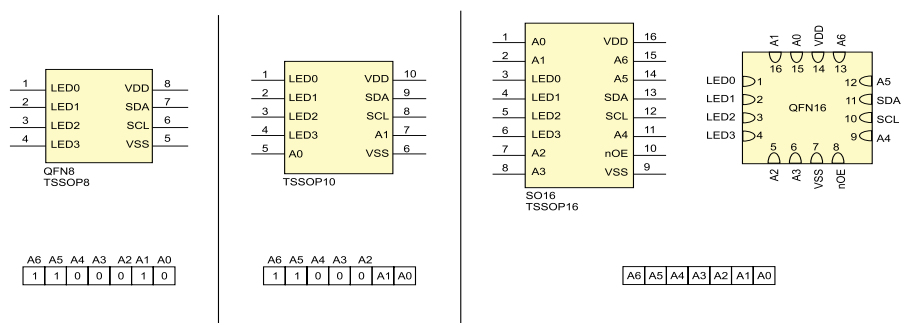 1 LED0 VDD 8
2 LED1 SDA 7
3 LED2 SCL 6
4 LED3 VSS 5
QFN8
TSSOP8
A6 A5 A4 A3 A2 A1 A0
1 1 0 0 0 1 0
1 LED0 VDD 10
2 LED1 SDA 9
3 LED2 SCL 8
4 LED3 A1 7
5 A0 VSS 6
TSSOP10
A6 A5 A4 A3 A2
1 1 0 0 0 A1 A0
1 A0 VDD 16
2 A1 A6 15
3 LED0 A5 14
4 LED1 SDA 13
5 LED2 SCL 12
6 LED3 A4 11
7 A2 nOE 10
8 A3 VSS 9
SO16
TSSOP16
A1 A0 VDD A6
16 15 14 13
LED0 1 12 A5
LED1 2 QFN16 11 SDA
LED2 3 10 SCL
LED3 4 9 A4
5 6 7 8
A2 A3 VSS nOE
A6 A5 A4 A3 A2 A1 A0